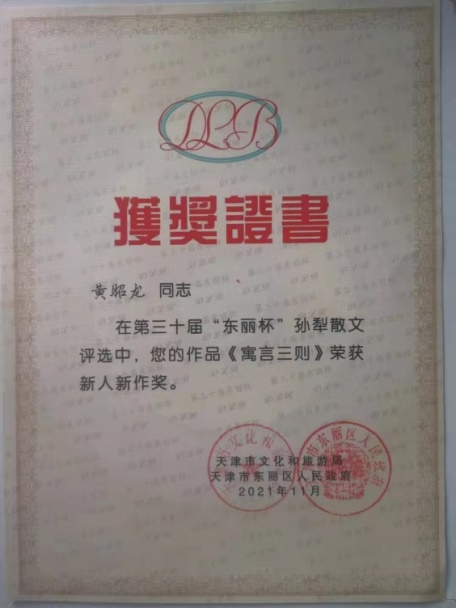 DLB
獲獎證書
黄昭龙 同志
在第三十届“东丽杯”孙犁散文
评选中，您的作品《寓言三则》荣获
新人新作奖。
天津市文化和旅游局
天津市东丽区人民政府
2021年11月